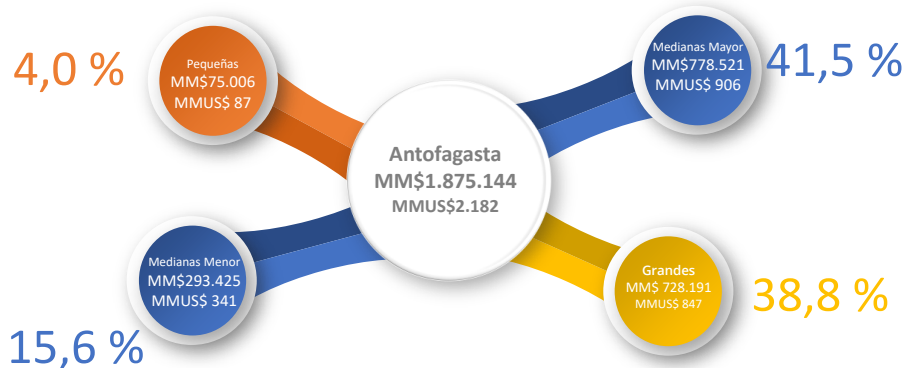 4,0 %
Pequeñas
MM$75.006
MMUS$ 87
Medianas Mayor
MM$778.521
MMUS$ 906
41,5 %
Antofagasta
MM$1.875.144
MMUS$2.182
Medianas Menor
MM$293.425
MMUS$ 341
15,6 %
Grandes
MM$ 728.191
MMUS$ 847
38,8 %